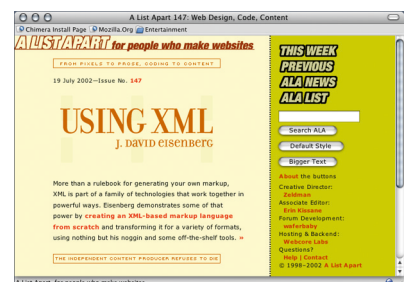 A List Apart 147: Web Design, Code, Content
Chimera Install Page Mozilla.Org Entertainment
A LIST APART for people who make websites
FROM PIXELS TO PROSE, CODING TO CONTENT
19 July 2002—Issue No. 147
USING XML
J. DAVID EISENBERG
More than a rulebook for generating your own markup,
XML is part of a family of technologies that work together in
powerful ways. Eisenberg demonstrates some of that
power by creating an XML-based markup language
from scratch and transforming it for a variety of formats,
using nothing but his noggin and some off-the-shelf tools. »
THE INDEPENDENT CONTENT PRODUCER REFUSES TO DIE
THIS WEEK
PREVIOUS
ALA NEWS
ALA LIST
Search ALA
Default Style
Bigger Text
About the buttons
Creative Director:
Zeldman
Associate Editor:
Erin Kissane
Forum Development:
waferbaby
Hosting & Backend:
Webcore Labs
Questions?
Help | Contact
© 1998–2002 A List Apart
A List Apart, for people who make websites